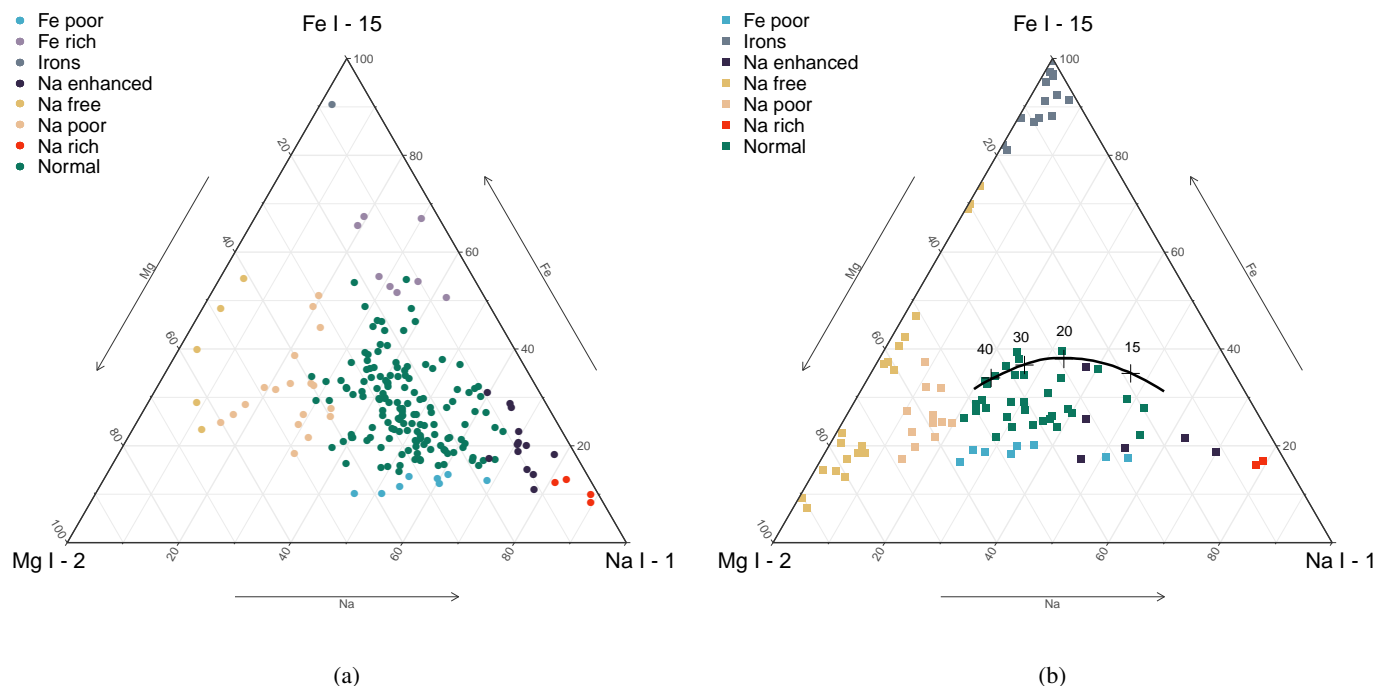 Fe poor
Fe rich
Irons
Na enhanced
Na free
Na poor
Na rich
Normal
Fe I - 15
100
20
80
40
60
Mg
Fe
60
40
80
20
100
20
40
60
80
Mg I - 2
Na I - 1
Na
(a)
Fe poor
Irons
Na enhanced
Na free
Na poor
Na rich
Normal
Fe I - 15
100
20
80
40
60
Mg
Fe
60
40
40
30
20
15
80
20
100
20
40
60
80
Mg I - 2
Na I - 1
Na
(b)